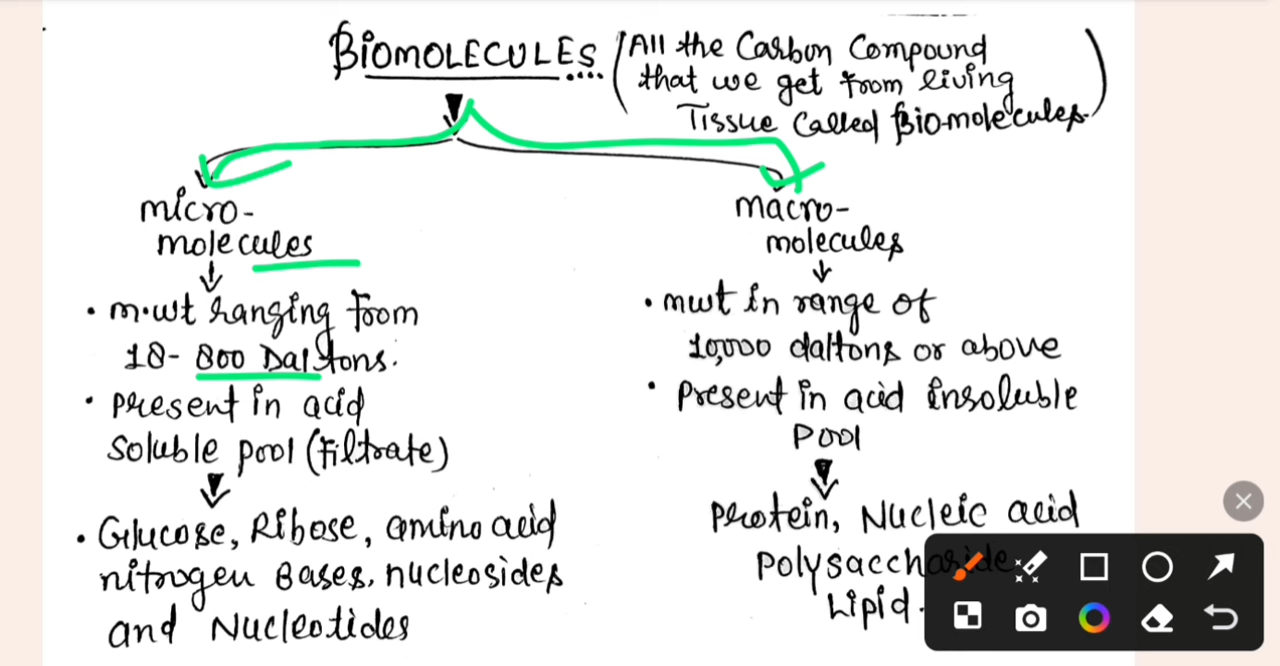 BIOMOLECULES (All the Carbon Compound
that we get from living
Tissue Called Biomolecules)
micro-
molecules
• m.wt ranging from
18-800 Daltons.
• present in acid
soluble pool (filtrate)
• Glucose, Ribose, amino acid
nitrogen Bases, nucleosides
and Nucleotides
macro-
molecules
• mwt in range of
10,000 daltons or above
• present in acid insoluble
pool
protein, Nucleic acid
polysaccharide
Lipid.